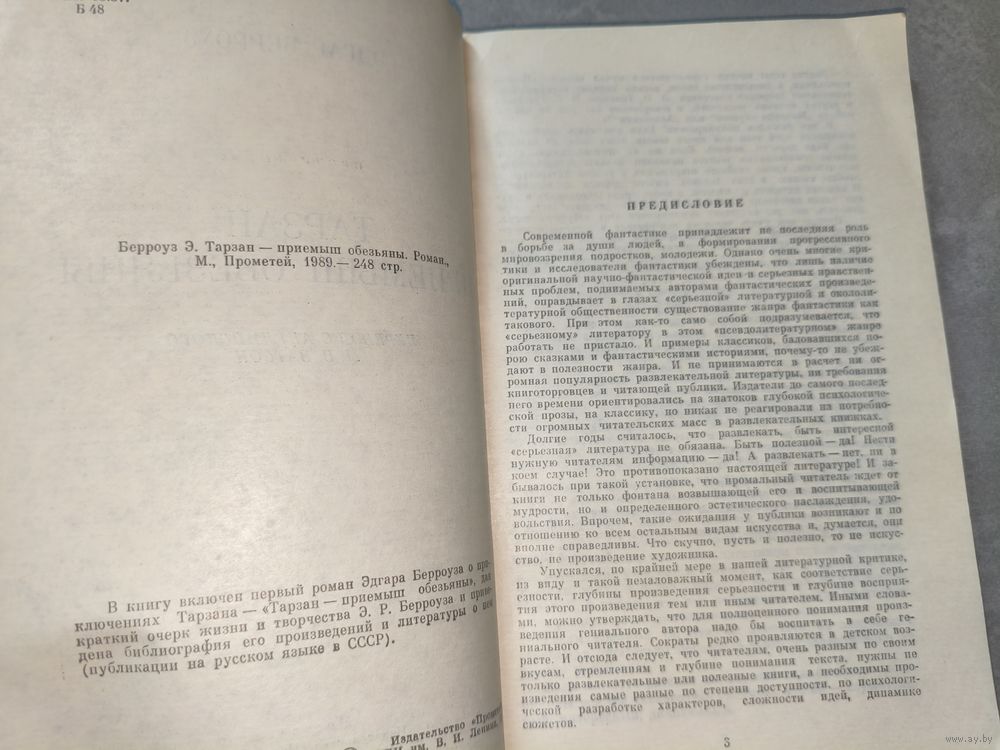 Б 48
Берроуз Э. Тарзан — приемыш обезьяны. Роман.,
М., Прометей, 1989.— 248 стр.
В книгу включен первый роман Эдгара Берроуза о при-
ключениях Тарзана — «Тарзан — приемыш обезьяны», дан
краткий очерк жизни и творчества Э. Р. Берроуза и приве-
дена библиография его произведений и литературы о нем
(публикации на русском языке в СССР).
Издательство
им. В. И. Ленина,
ПРЕДИСЛОВИЕ
Современной фантастике принадлежит не последняя роль
в борьбе за души людей, в формировании прогрессивного
мировоззрения подростков, молодежи. Однако очень многие кри-
тики и исследователи фантастики убеждены, что лишь наличие
оригинальной научно-фантастической идеи и серьезных нравствен-
ных проблем, поднимаемых авторами фантастических произведе-
ний, оправдывает в глазах «серьезной» литературной и окололи-
тературной общественности существование жанра фантастики как
такового. При этом как-то само собой подразумевается, что
«серьезному» литератору в этом «псевдолитературном» жанре
работать не пристало. И примеры классиков, баловавшихся по-
рою сказками и фантастическими историями, почему-то не убеж-
дают в полезности жанра. И не принимаются в расчет ни ог-
ромная популярность развлекательной литературы, ни требования
книготорговцев и читающей публики. Издатели до самого послед-
него времени ориентировались на знатоков глубокой психологиче-
ской прозы, на классику, но никак не реагировали на потребно-
сти огромных читательских масс в развлекательных книжках.
Долгие годы считалось, что развлекать, быть интересной
«серьезная» литература не обязана. Быть полезной — да! Нести
нужную читателям информацию — да! А развлекать — нет, ни в
коем случае! Это противопоказано настоящей литературе! И за-
бывалось при такой установке, что нромальный читатель ждет от
книги не только фонтана возвышающей его и воспитывающей
мудрости, но и определенного эстетического наслаждения, удо-
вольствия. Впрочем, такие ожидания у публики возникают и по
отношению ко всем остальным видам искусства и, думается, они
вполне справедливы. Что скучно, пусть и полезно, то не искус-
ство, не произведение художника.
Упускался, по крайней мере в нашей литературной критике,
из виду и такой немаловажный момент, как соответствие серь-
езности, глубины произведения серьезности и глубине восприя-
тия этого произведения тем или иным читателем. Иными слова-
ми, можно утверждать, что для полноценного понимания произ-
ведения гениального автора надо бы воспитать в себе ге-
ниального читателя. Сократы редко проявляются в детском воз-
расте. И отсюда следует, что читателям, очень разным по своим
вкусам, стремлениям и глубине понимания текста, нужны не
только развлекательные или полезные книги, а необходимы про-
изведения самые разные по степени доступности, по психологи-
ческой разработке характеров, сложности идей, динамике
сюжетов.
3
www.ay.by